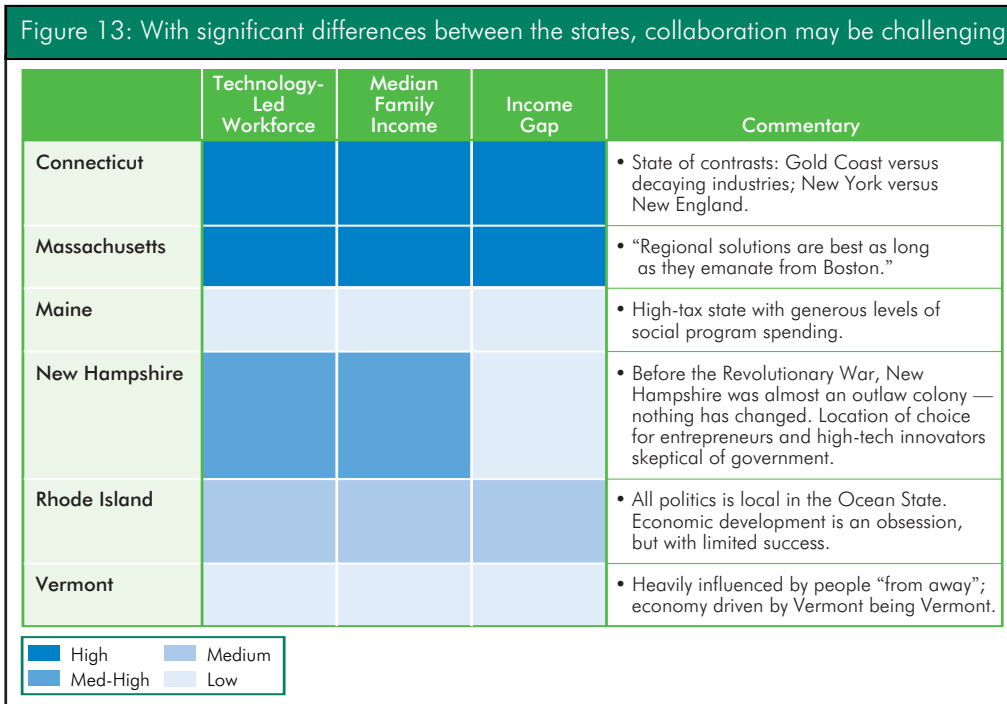 Figure 13: With significant differences between the states, collaboration may be challenging
Technology-
Led
Workforce
Median
Family
Income
Income
Gap
Commentary
Connecticut
• State of contrasts: Gold Coast versus
decaying industries; New York versus
New England.
Massachusetts
• “Regional solutions are best as long
as they emanate from Boston.”
Maine
• High-tax state with generous levels of
social program spending.
New Hampshire
• Before the Revolutionary War, New
Hampshire was almost an outlaw colony —
nothing has changed. Location of choice
for entrepreneurs and high-tech innovators
skeptical of government.
Rhode Island
• All politics is local in the Ocean State.
Economic development is an obsession,
but with limited success.
Vermont
• Heavily influenced by people “from away”;
economy driven by Vermont being Vermont.
High
Medium
Med-High
Low